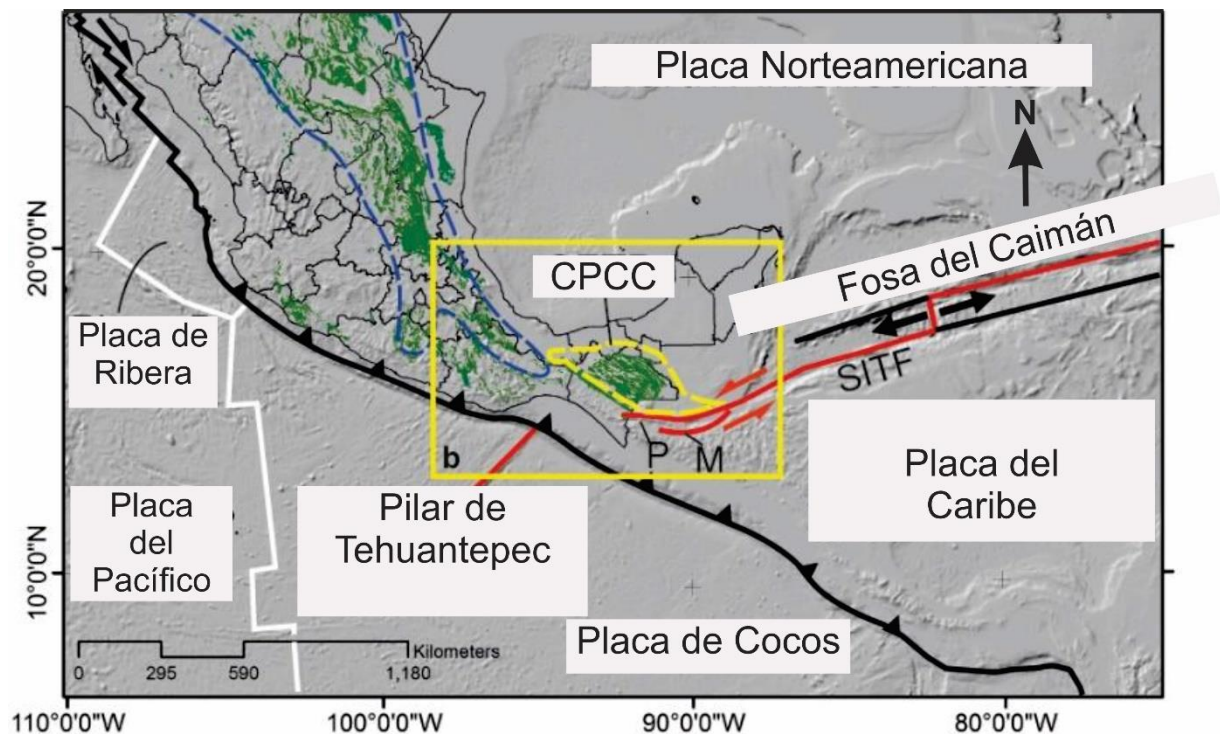 Placa Norteamericana
N
20°0'0"N
Fosa del Caimán
CPCC
Placa de
Ribera
SITF
b
P
M
Placa del
Caribe
Placa
del
Pacífico
Pilar de
Tehuantepec
10°0'0"N
Placa de Cocos
Kilometers
0 295 590 1,180
110°0'0"W 100°0'0"W 90°0'0"W 80°0'0"W